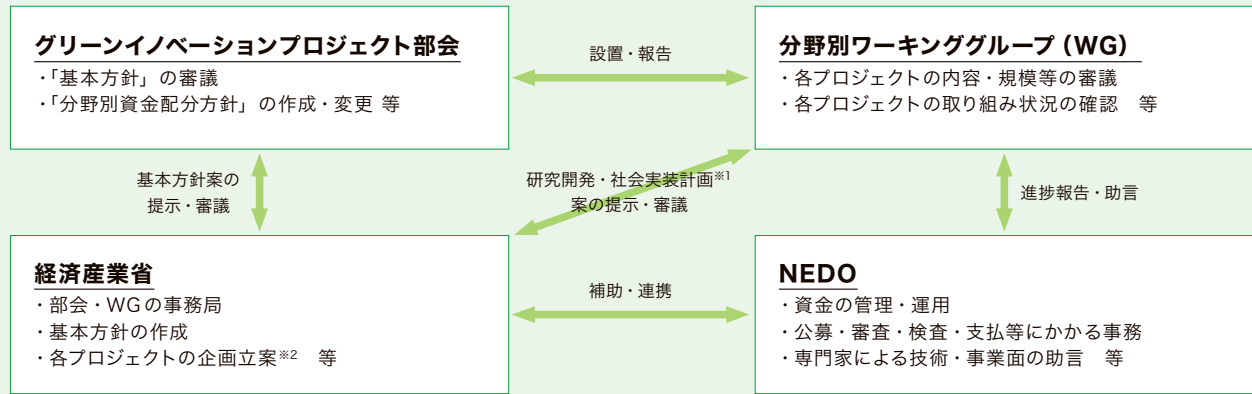 グリーンイノベーションプロジェクト部会
・「基本方針」の審議
・「分野別資金配分方針」の作成・変更 等
設置・報告
分野別ワーキンググループ（WG）
・各プロジェクトの内容・規模等の審議
・各プロジェクトの取り組み状況の確認　等
基本方針案の
提示・審議
研究開発・社会実装計画※1
案の提示・審議
進捗報告・助言
経済産業省
・部会・WGの事務局
・基本方針の作成
・各プロジェクトの企画立案※2　等
補助・連携
NEDO
・資金の管理・運用
・公募・審査・検査・支払等にかかる事務
・専門家による技術・事業面の助言　等